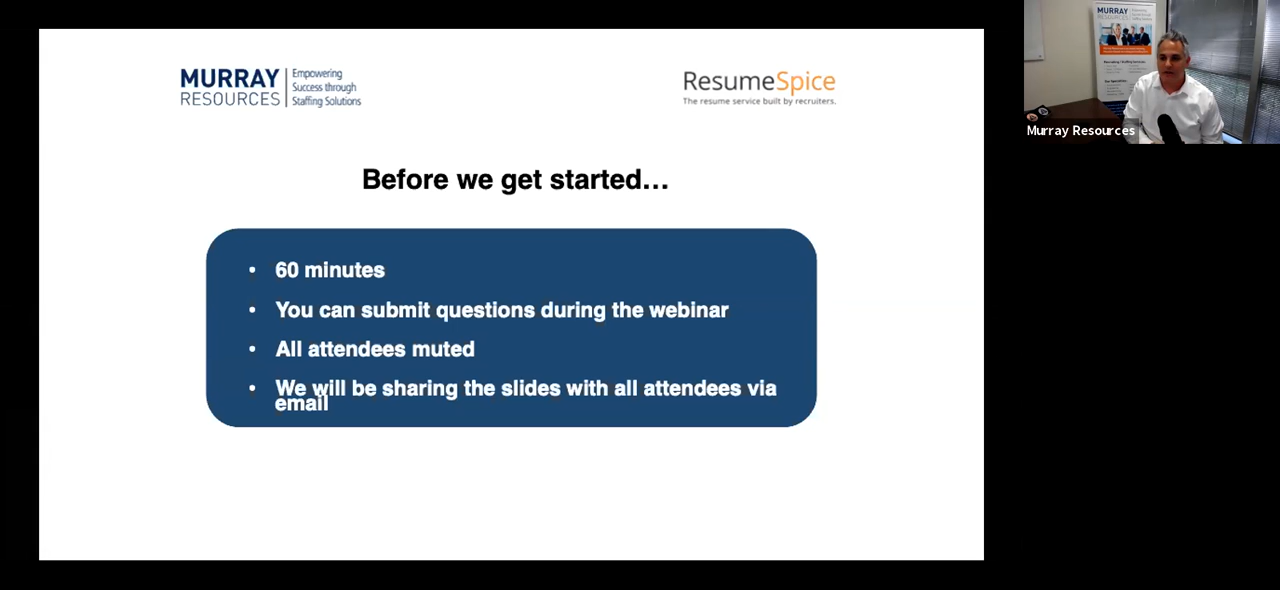 MURRAY
RESOURCES
Empowering
Success through
Staffing Solutions
ResumeSpice
The resume service built by recruiters.
Before we get started…
• 60 minutes
• You can submit questions during the webinar
• All attendees muted
• We will be sharing the slides with all attendees via
email
MURRAY
RESOURCES
Murray Resources